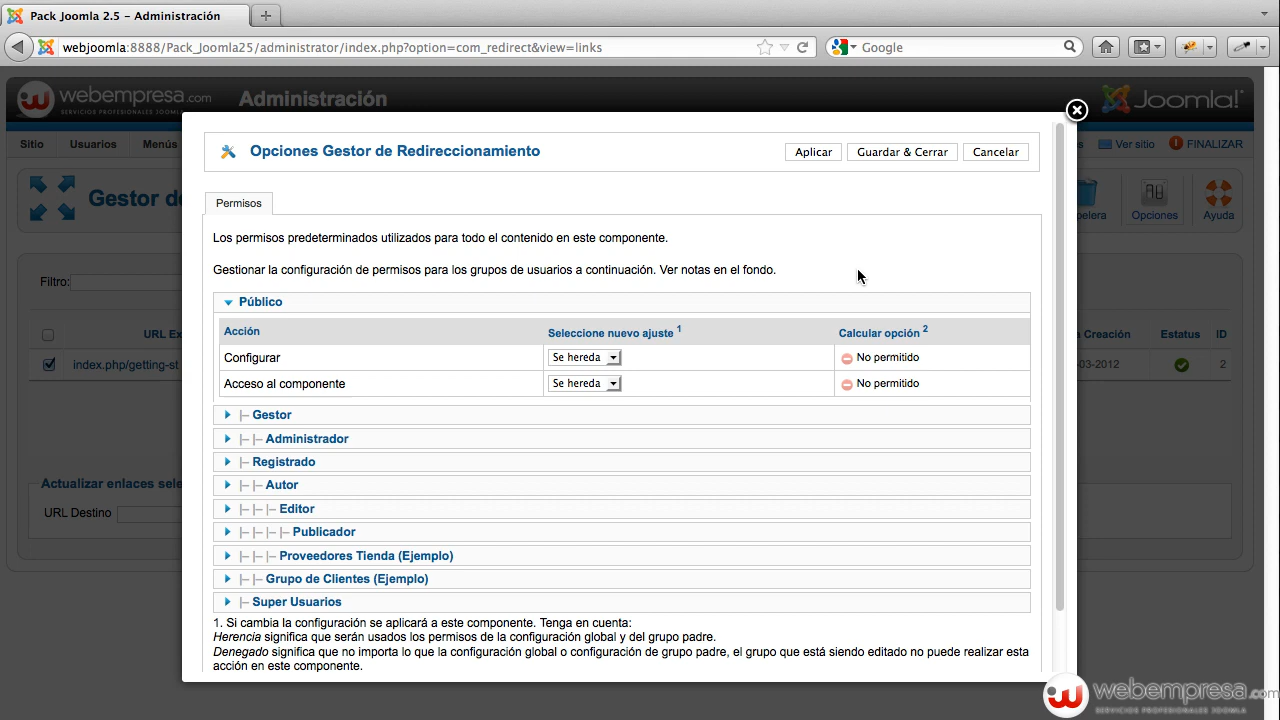 Pack Joomla 2.5 – Administración
webjoomla:8888/Pack_Joomla25/administrator/index.php?option=com_redirect&view=links
Google
webempresa.com
SERVICIOS PROFESIONALES JOOMLA
Administración
Joomla!
Sitio
Usuarios
Menús
Ver sitio
FINALIZAR
Gestor de
Opciones
Ayuda
Opciones Gestor de Redireccionamiento
Aplicar
Guardar & Cerrar
Cancelar
Permisos
Los permisos predeterminados utilizados para todo el contenido en este componente.
Gestionar la configuración de permisos para los grupos de usuarios a continuación. Ver notas en el fondo.
Filtro:
Público
Acción Seleccione nuevo ajuste 1 Calcular opción 2
Configurar Se hereda No permitido
Acceso al componente Se hereda No permitido
|– Gestor
|– |– Administrador
|– Registrado
|– |– Autor
|– |– |– Editor
|– |– |– |– Publicador
|– |– |– Proveedores Tienda (Ejemplo)
|– |– Grupo de Clientes (Ejemplo)
|– Super Usuarios
1. Si cambia la configuración se aplicará a este componente. Tenga en cuenta:
Herencia significa que serán usados los permisos de la configuración global y del grupo padre.
Denegado significa que no importa lo que la configuración global o configuración de grupo padre, el grupo que está siendo editado no puede realizar esta
acción en este componente.
URL Ex
Creación
Estatus
ID
index.php/getting-st
-03-2012
2
Actualizar enlaces sele
URL Destino
webempresa.com
SERVICIOS PROFESIONALES JOOMLA